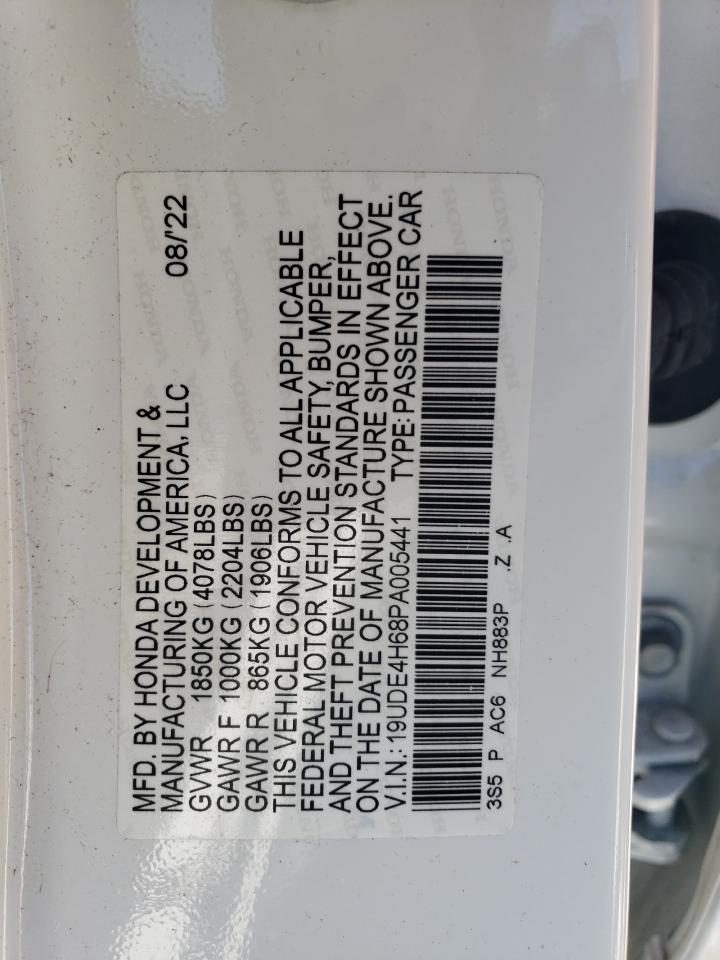 MFD. BY HONDA DEVELOPMENT &
MANUFACTURING OF AMERICA, LLC 08/'22
GVWR 1850KG (4078LBS)
GAWR F 1000KG (2204LBS)
GAWR R 865KG (1906LBS)
THIS VEHICLE CONFORMS TO ALL APPLICABLE
FEDERAL MOTOR VEHICLE SAFETY, BUMPER,
AND THEFT PREVENTION STANDARDS IN EFFECT
ON THE DATE OF MANUFACTURE SHOWN ABOVE.
V.I.N.: 19UDE4H68PA005441 TYPE: PASSENGER CAR
3S5 P AC6 NH883P .Z .A